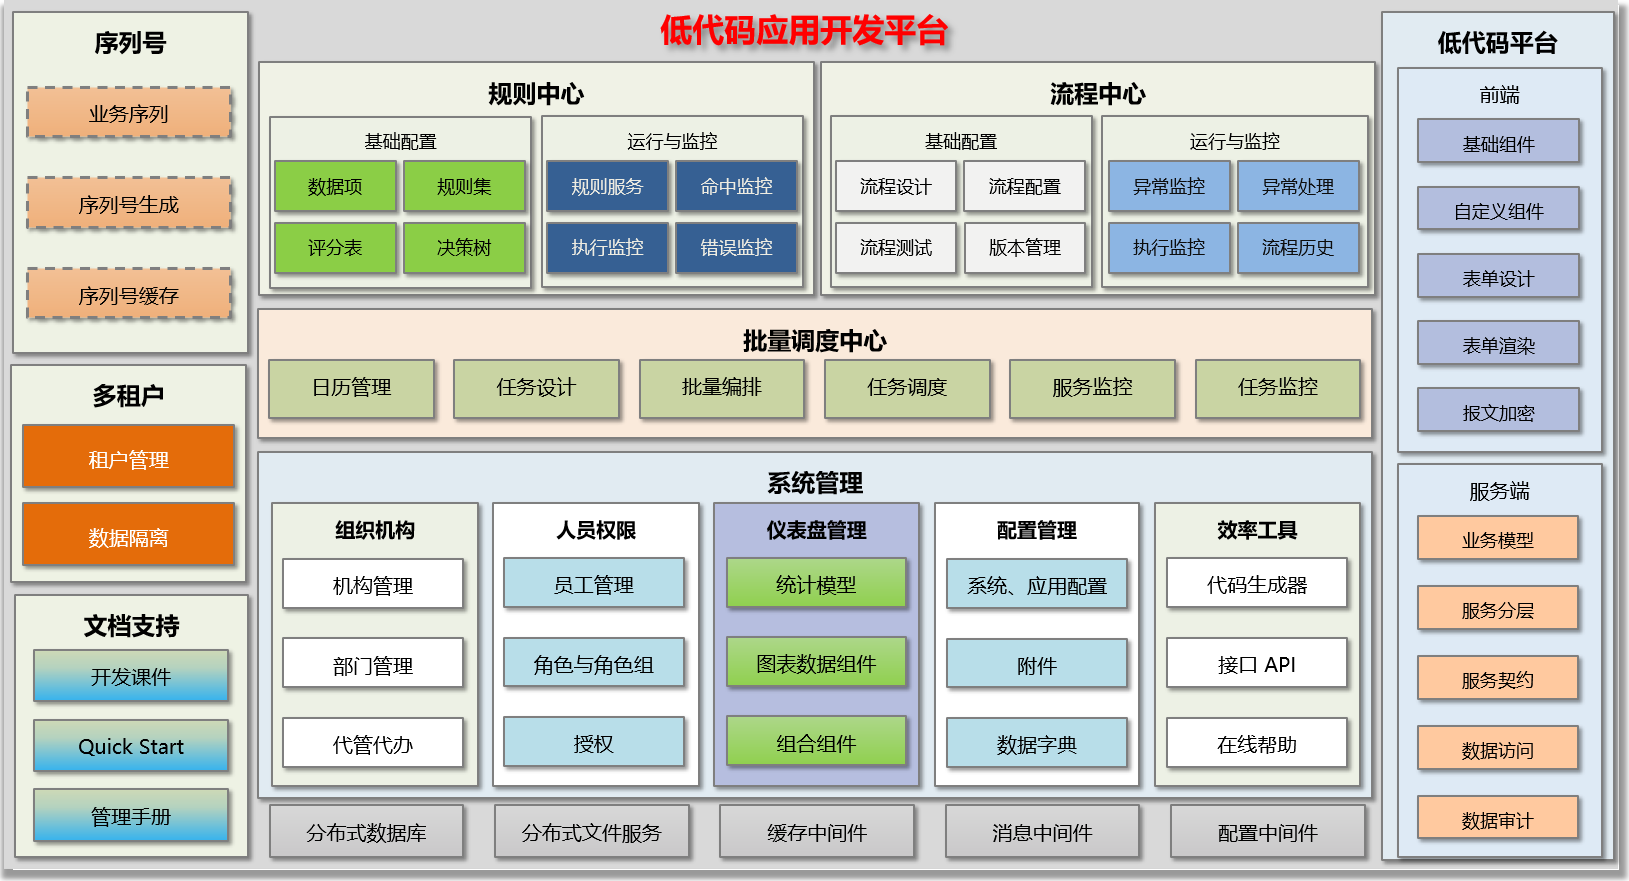 低代码应用开发平台
序列号
业务序列
序列号生成
序列号缓存
多租户
租户管理
数据隔离
文档支持
开发课件
Quick Start
管理手册
规则中心
基础配置
数据项
规则集
评分表
决策树
运行与监控
规则服务
命中监控
执行监控
错误监控
流程中心
基础配置
流程设计
流程配置
流程测试
版本管理
运行与监控
异常监控
异常处理
执行监控
流程历史
批量调度中心
日历管理
任务设计
批量编排
任务调度
服务监控
任务监控
系统管理
组织机构
机构管理
部门管理
代管代办
人员权限
员工管理
角色与角色组
授权
仪表盘管理
统计模型
图表数据组件
组合组件
配置管理
系统、应用配置
附件
数据字典
效率工具
代码生成器
接口 API
在线帮助
分布式数据库
分布式文件服务
缓存中间件
消息中间件
配置中间件
低代码平台
前端
基础组件
自定义组件
表单设计
表单渲染
报文加密
服务端
业务模型
服务分层
服务契约
数据访问
数据审计